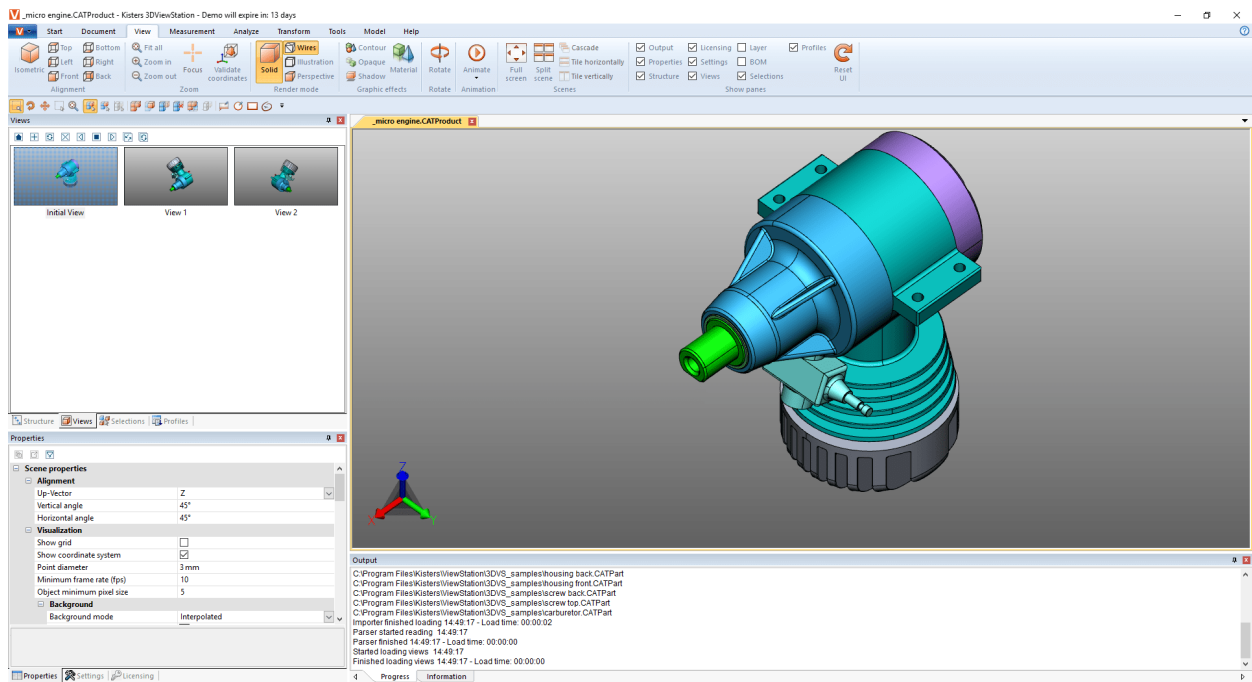 _micro engine.CATProduct - Kisters 3DViewStation - Demo will expire in: 13 days
Start Document View Measurement Analyze Transform Tools Model Help
Isometric Top Bottom Left Right Front Back
Alignment
Fit all Zoom in Zoom out Focus Validate coordinates
Zoom
Solid Wires Illustration Perspective
Render mode
Contour Opaque Shadow Material
Graphic effects
Rotate
Rotate
Animate
Animation
Full screen Split scene Cascade Tile horizontally Tile vertically
Scenes
Output Licensing Layer Profiles
Properties Settings BOM
Structure Views Selections
Show panes
Reset UI
Views
_micro engine.CATProduct
Initial View View 1 View 2
Structure Views Selections Profiles
Properties
Scene properties
Alignment
Up-Vector Z
Vertical angle 45°
Horizontal angle 45°
Visualization
Show grid
Show coordinate system
Point diameter 3 mm
Minimum frame rate (fps) 10
Object minimum pixel size 5
Background
Background mode Interpolated
Properties Settings Licensing
Z
X Y
Output
C:\Program Files\Kisters\ViewStation\3DVS_samples\housing back.CATPart
C:\Program Files\Kisters\ViewStation\3DVS_samples\housing front.CATPart
C:\Program Files\Kisters\ViewStation\3DVS_samples\screw back.CATPart
C:\Program Files\Kisters\ViewStation\3DVS_samples\screw top.CATPart
C:\Program Files\Kisters\ViewStation\3DVS_samples\carburetor.CATPart
Importer finished loading 14:49:17 - Load time: 00:00:02
Parser started reading 14:49:17
Parser finished 14:49:17 - Load time: 00:00:00
Started loading views 14:49:17
Finished loading views 14:49:17 - Load time: 00:00:00
Progress Information